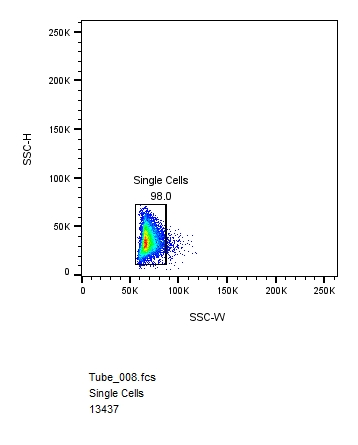 250K
200K
150K
100K
50K
0
SSC-H
Single Cells
98.0
0 50K 100K 150K 200K 250K
SSC-W
Tube_008.fcs
Single Cells
13437